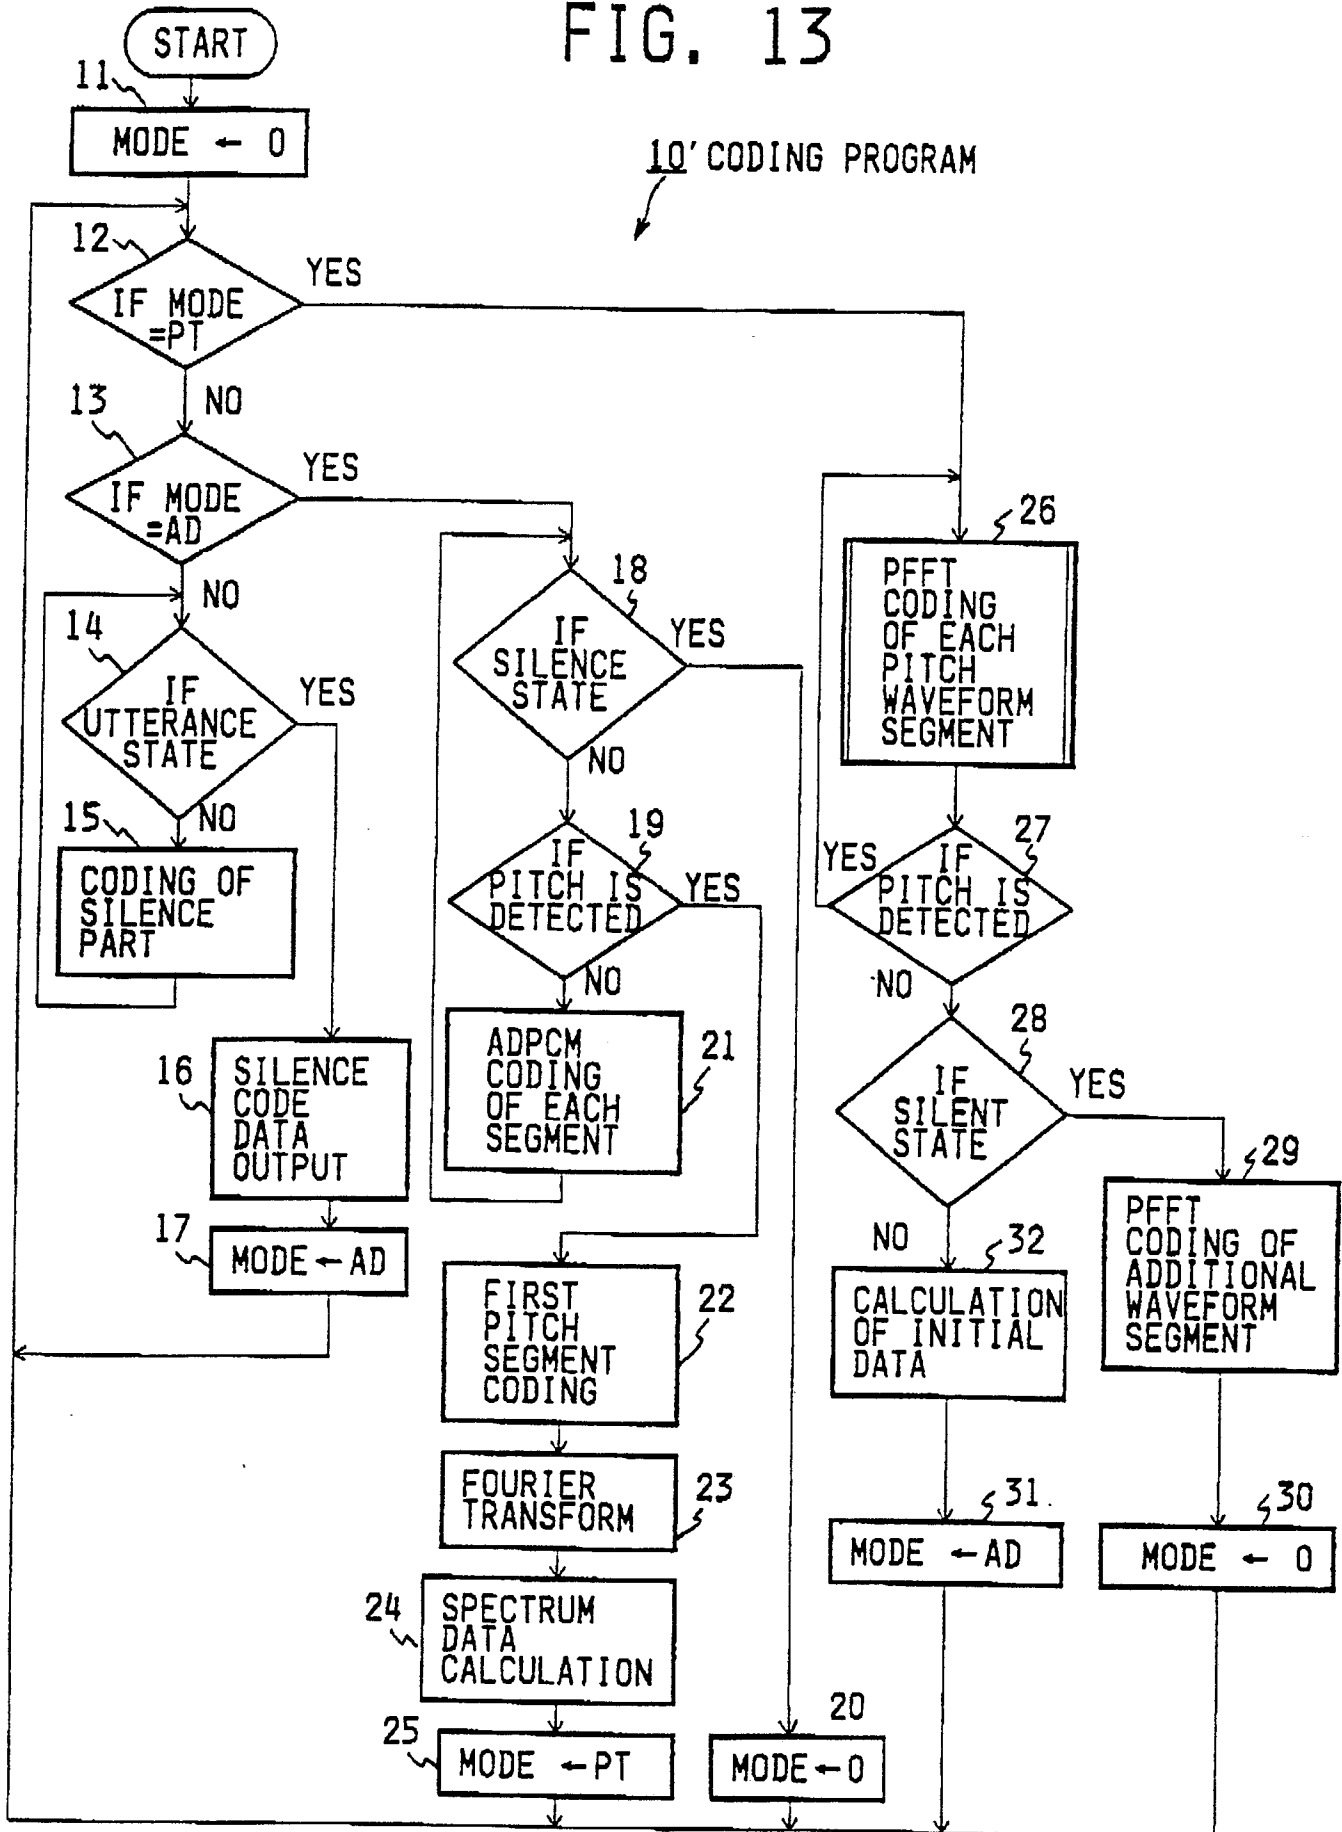 FIG. 13
START
11
MODE ← 0
10' CODING PROGRAM
12
YES
IF MODE
=PT
NO
13
YES
IF MODE
=AD
NO
14
YES
IF
UTTERANCE
STATE
NO
15
CODING OF
SILENCE
PART
16
SILENCE
CODE
DATA
OUTPUT
17
MODE ← AD
18
YES
IF
SILENCE
STATE
NO
19
IF
PITCH IS
DETECTED
YES
NO
21
ADPCM
CODING
OF EACH
SEGMENT
22
FIRST
PITCH
SEGMENT
CODING
23
FOURIER
TRANSFORM
24
SPECTRUM
DATA
CALCULATION
25
MODE ← PT
20
MODE ← 0
26
PFFT
CODING
OF EACH
PITCH
WAVEFORM
SEGMENT
27
YES
IF
PITCH IS
DETECTED
NO
28
IF
SILENT
STATE
YES
NO
29
PFFT
CODING OF
ADDITIONAL
WAVEFORM
SEGMENT
32
CALCULATION
OF INITIAL
DATA
31
MODE ← AD
30
MODE ← 0